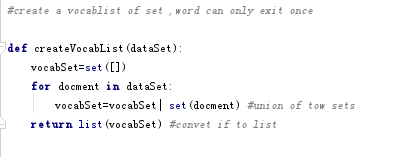 #create a vocablist of set ,word can only exit once
def createVocabList(dataSet):
vocabSet=set([])
for docment in dataSet:
vocabSet=vocabSet| set(docment) #union of tow sets
return list(vocabSet) #convet if to list